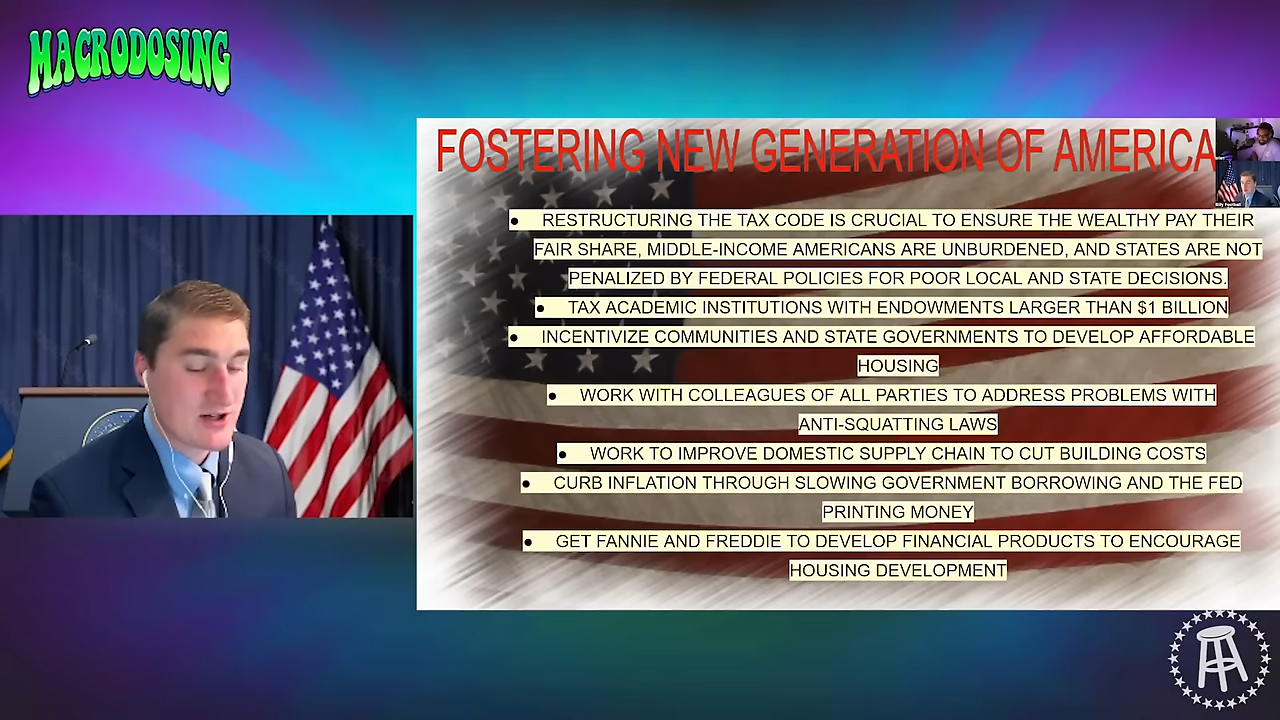 MACRODOSING
FOSTERING NEW GENERATION OF AMERICA
• RESTRUCTURING THE TAX CODE IS CRUCIAL TO ENSURE THE WEALTHY PAY THEIR
FAIR SHARE, MIDDLE-INCOME AMERICANS ARE UNBURDENED, AND STATES ARE NOT
PENALIZED BY FEDERAL POLICIES FOR POOR LOCAL AND STATE DECISIONS.
• TAX ACADEMIC INSTITUTIONS WITH ENDOWMENTS LARGER THAN $1 BILLION
• INCENTIVIZE COMMUNITIES AND STATE GOVERNMENTS TO DEVELOP AFFORDABLE
HOUSING
• WORK WITH COLLEAGUES OF ALL PARTIES TO ADDRESS PROBLEMS WITH
ANTI-SQUATTING LAWS
• WORK TO IMPROVE DOMESTIC SUPPLY CHAIN TO CUT BUILDING COSTS
• CURB INFLATION THROUGH SLOWING GOVERNMENT BORROWING AND THE FED
PRINTING MONEY
• GET FANNIE AND FREDDIE TO DEVELOP FINANCIAL PRODUCTS TO ENCOURAGE
HOUSING DEVELOPMENT